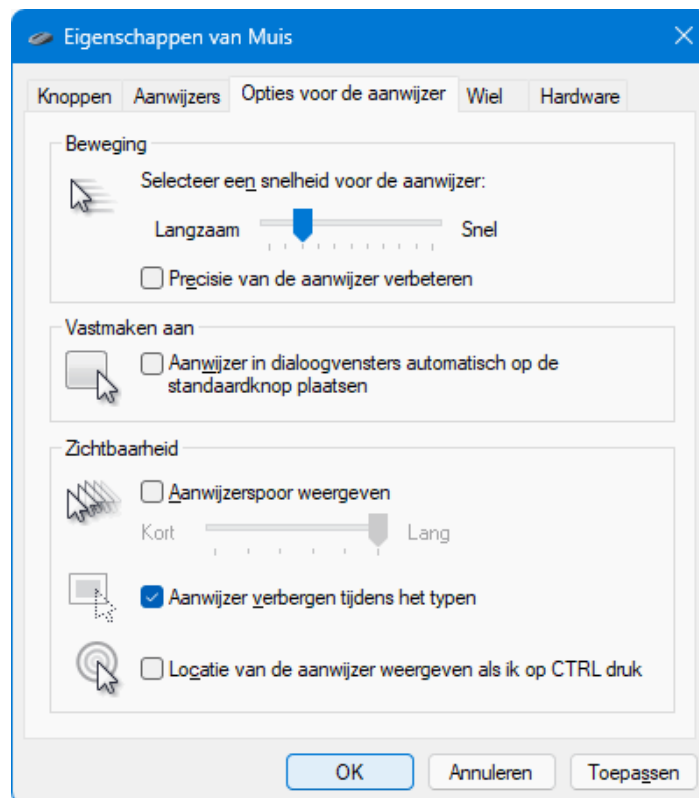 Eigenschappen van Muis
Knoppen Aanwijzers Opties voor de aanwijzer Wiel Hardware
Beweging
Selecteer een snelheid voor de aanwijzer:
Langzaam Snel
Precisie van de aanwijzer verbeteren
Vastmaken aan
Aanwijzer in dialoogvensters automatisch op de
standaardknop plaatsen
Zichtbaarheid
Aanwijzerspoor weergeven
Kort Lang
Aanwijzer verbergen tijdens het typen
Locatie van de aanwijzer weergeven als ik op CTRL druk
OK Annuleren Toepassen